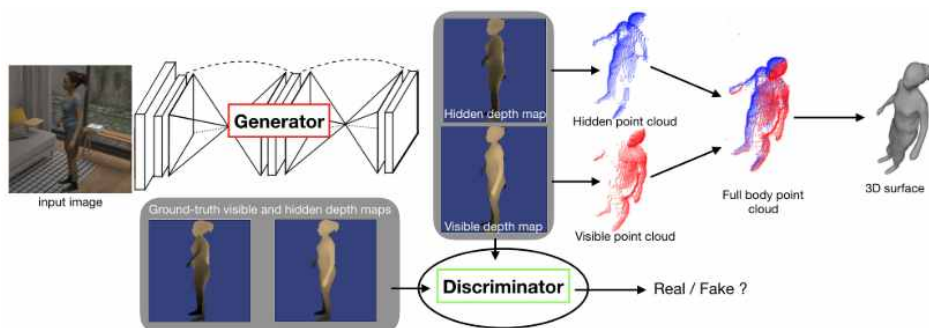 Generator
input image
Hidden depth map
Visible depth map
Hidden point cloud
Visible point cloud
Full body point
cloud
3D surface
Ground-truth visible and hidden depth maps
Discriminator
Real / Fake ?